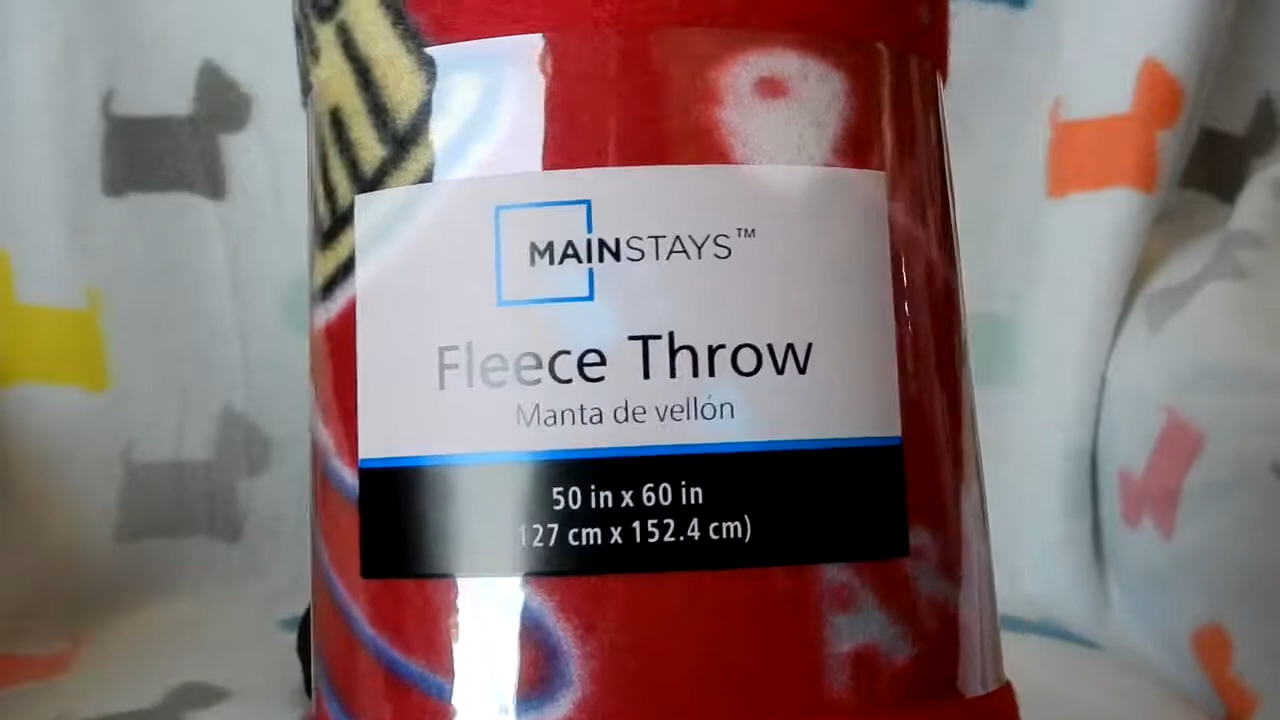 MAINSTAYS™
Fleece Throw
Manta de vellón
50 in x 60 in
127 cm x 152.4 cm)